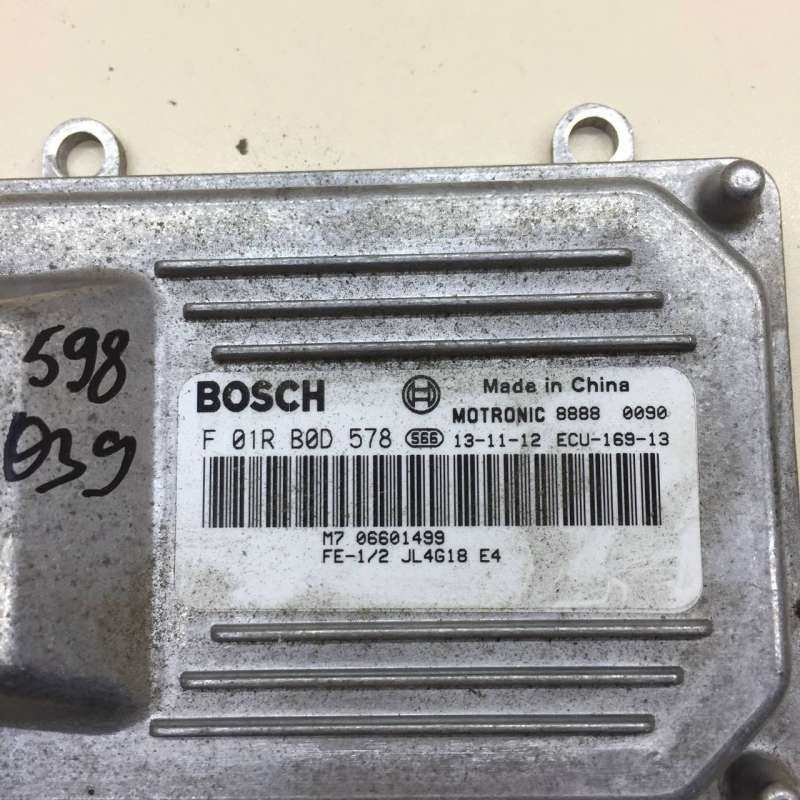 598
039
BOSCH Made in China
MOTRONIC 8888 0090
F 01R B0D 578 S66 13-11-12 ECU-169-13
M7 06601499
FE-1/2 JL4G18 E4